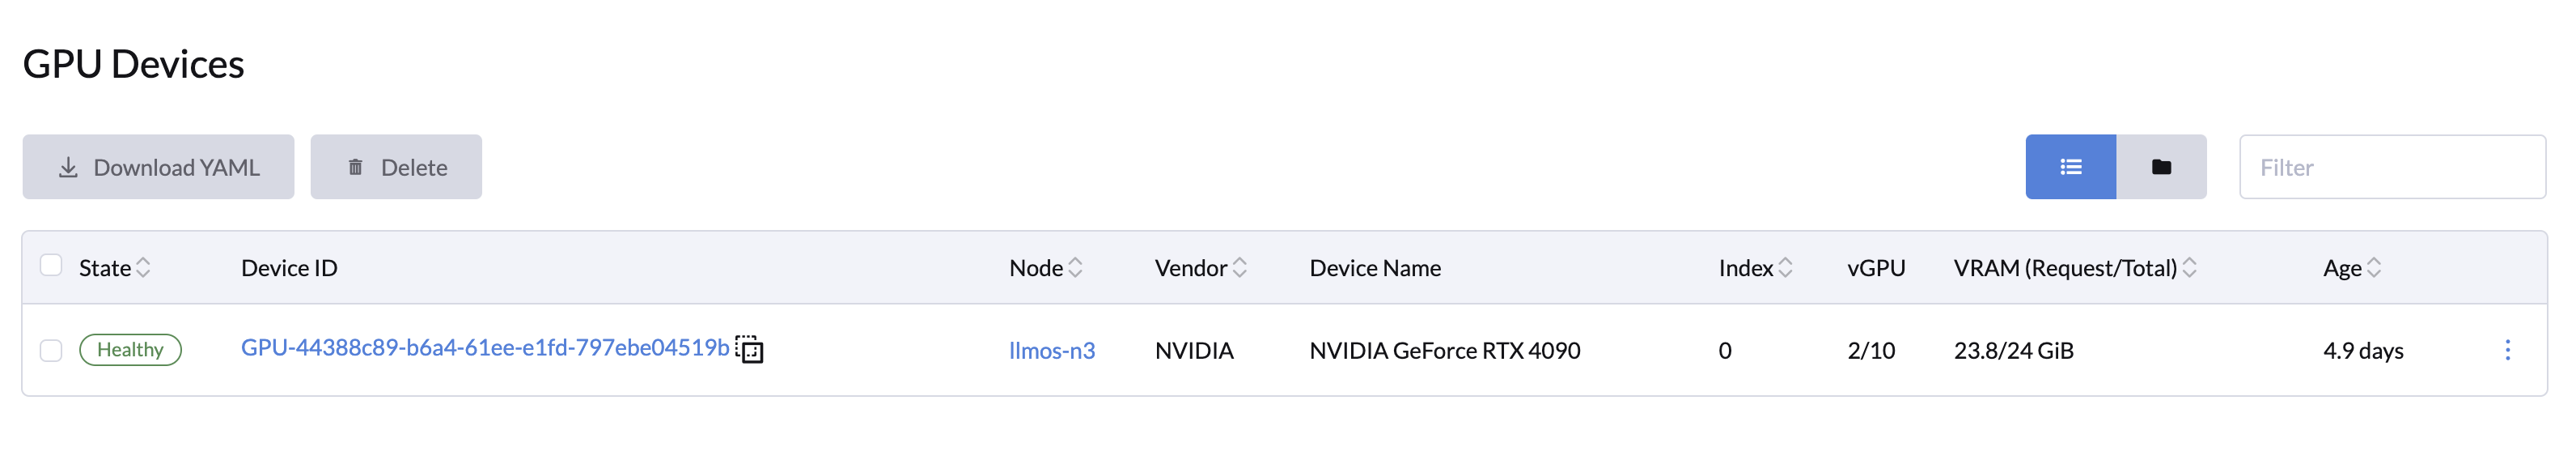 GPU Devices
Download YAML Delete Filter
State Device ID Node Vendor Device Name Index vGPU VRAM (Request/Total) Age
Healthy GPU-44388c89-b6a4-61ee-e1fd-797ebe04519b llmos-n3 NVIDIA NVIDIA GeForce RTX 4090 0 2/10 23.8/24 GiB 4.9 days